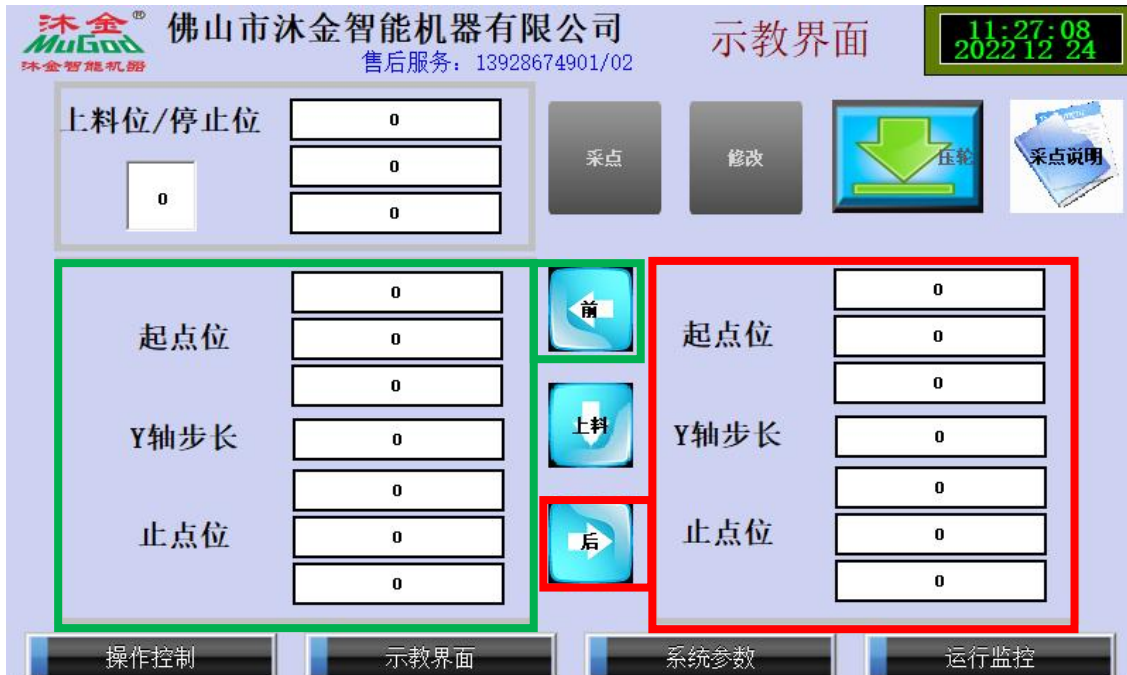 沐金®
MuGod
沐金智能机器
佛山市沐金智能机器有限公司
售后服务：13928674901/02
示教界面
11:27:08
2022 12 24
上料位/停止位
0
0
0
0
采点
修改
压轮
采点说明
起点位
0
0
0
Y轴步长
0
止点位
0
0
0
前
上料
后
起点位
0
0
0
Y轴步长
0
止点位
0
0
0
操作控制
示教界面
系统参数
运行监控